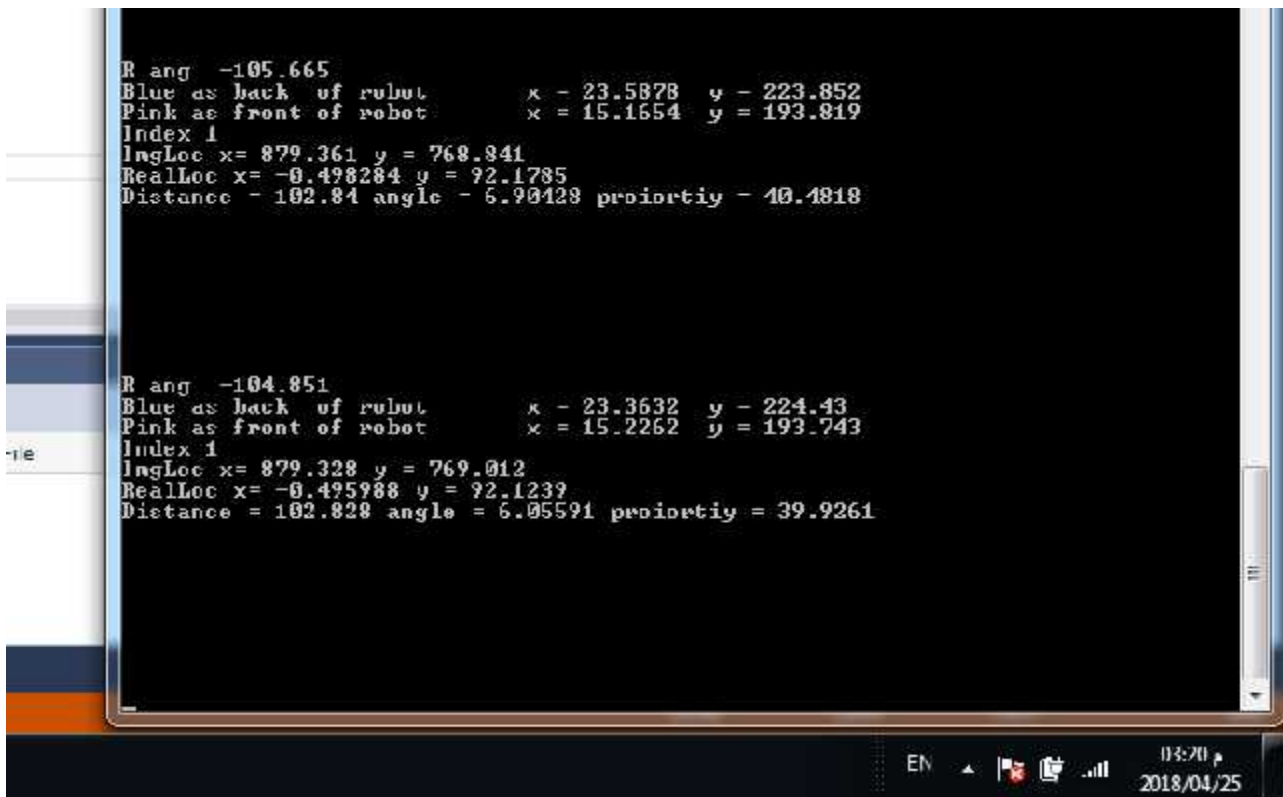 R ang -105.665
Blue as back of robot x = 23.5878 y = 223.852
Pink as front of robot x = 15.1654 y = 193.819
Index 1
ImgLoc x= 879.361 y = 768.841
RealLoc x= -0.498284 y = 92.1785
Distance = 102.84 angle = 6.90428 proiortiy = 40.4818
R ang -104.851
Blue as back of robot x = 23.3632 y = 224.43
Pink as front of robot x = 15.2262 y = 193.743
Index 1
ImgLoc x= 879.328 y = 769.012
RealLoc x= -0.495988 y = 92.1239
Distance = 102.828 angle = 6.05591 proiortiy = 39.9261
EN
03:20 م
2018/04/25